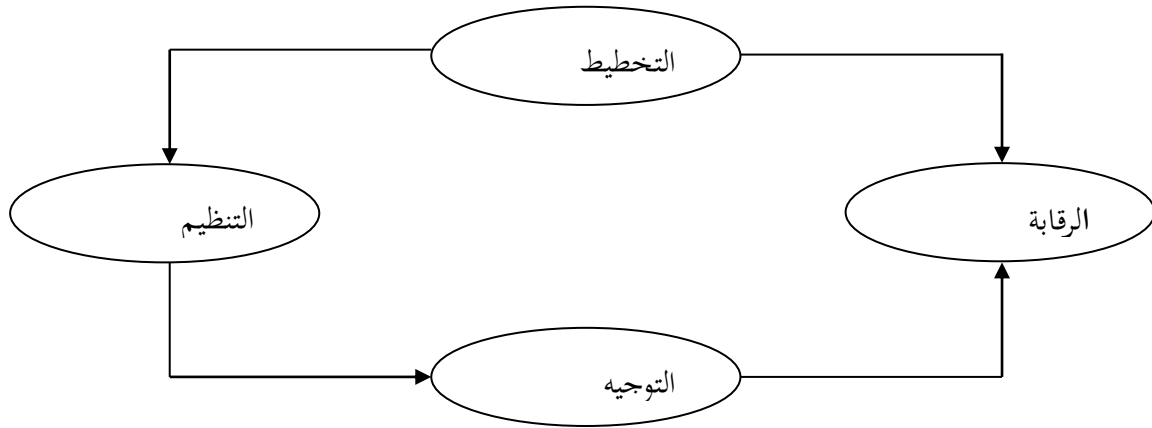 التخطيط
الرقابة
التنظيم
التوجيه